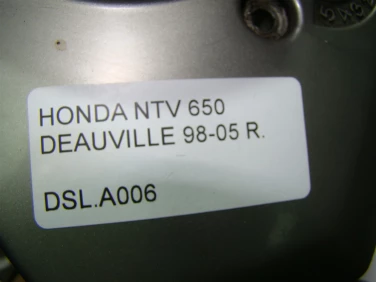 HONDA NTV 650
DEAUVILLE 98-05 R.
DSL.A006